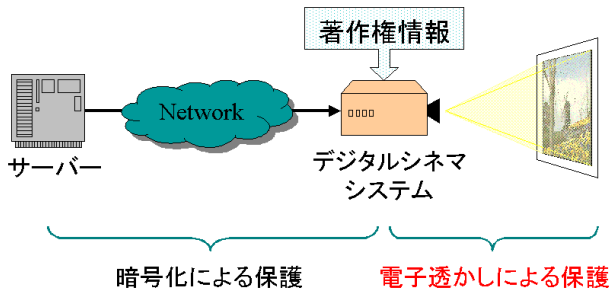 著作権情報
Network
サーバー
デジタルシネマ
システム
暗号化による保護
電子透かしによる保護